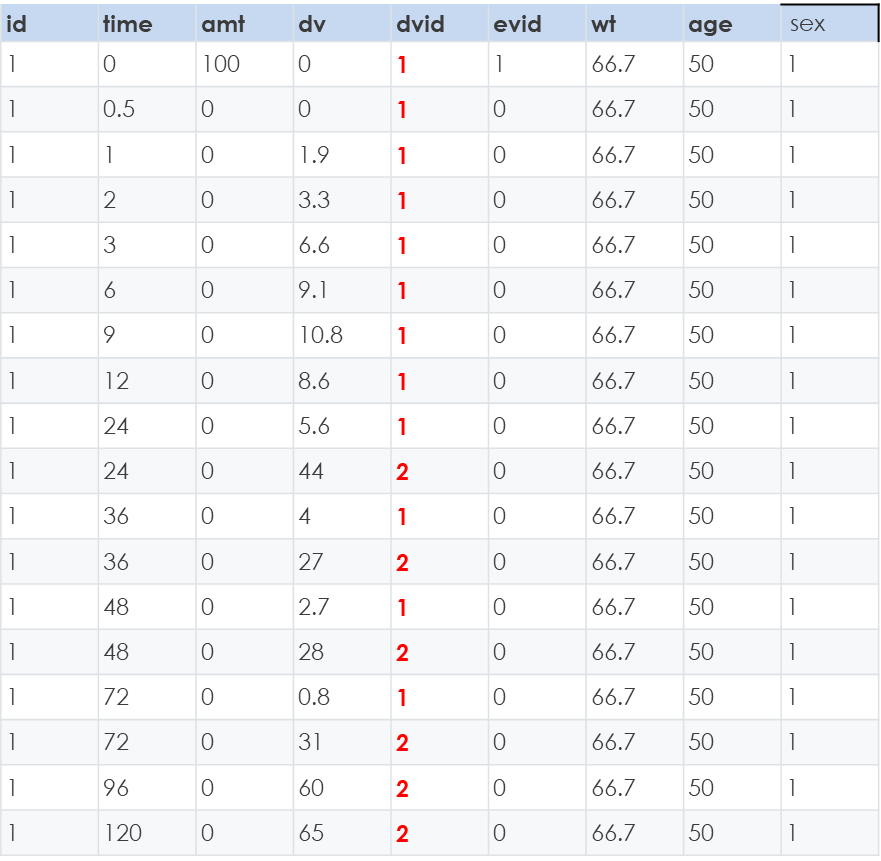 id time amt dv dvid evid wt age sex
1 0 100 0 1 1 66.7 50 1
1 0.5 0 0 1 0 66.7 50 1
1 1 0 1.9 1 0 66.7 50 1
1 2 0 3.3 1 0 66.7 50 1
1 3 0 6.6 1 0 66.7 50 1
1 6 0 9.1 1 0 66.7 50 1
1 9 0 10.8 1 0 66.7 50 1
1 12 0 8.6 1 0 66.7 50 1
1 24 0 5.6 1 0 66.7 50 1
1 24 0 44 2 0 66.7 50 1
1 36 0 4 1 0 66.7 50 1
1 36 0 27 2 0 66.7 50 1
1 48 0 2.7 1 0 66.7 50 1
1 48 0 28 2 0 66.7 50 1
1 72 0 0.8 1 0 66.7 50 1
1 72 0 31 2 0 66.7 50 1
1 96 0 60 2 0 66.7 50 1
1 120 0 65 2 0 66.7 50 1